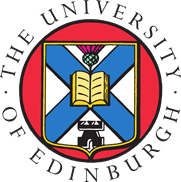 · THE UNIVERSITY ·
OF EDINBURGH